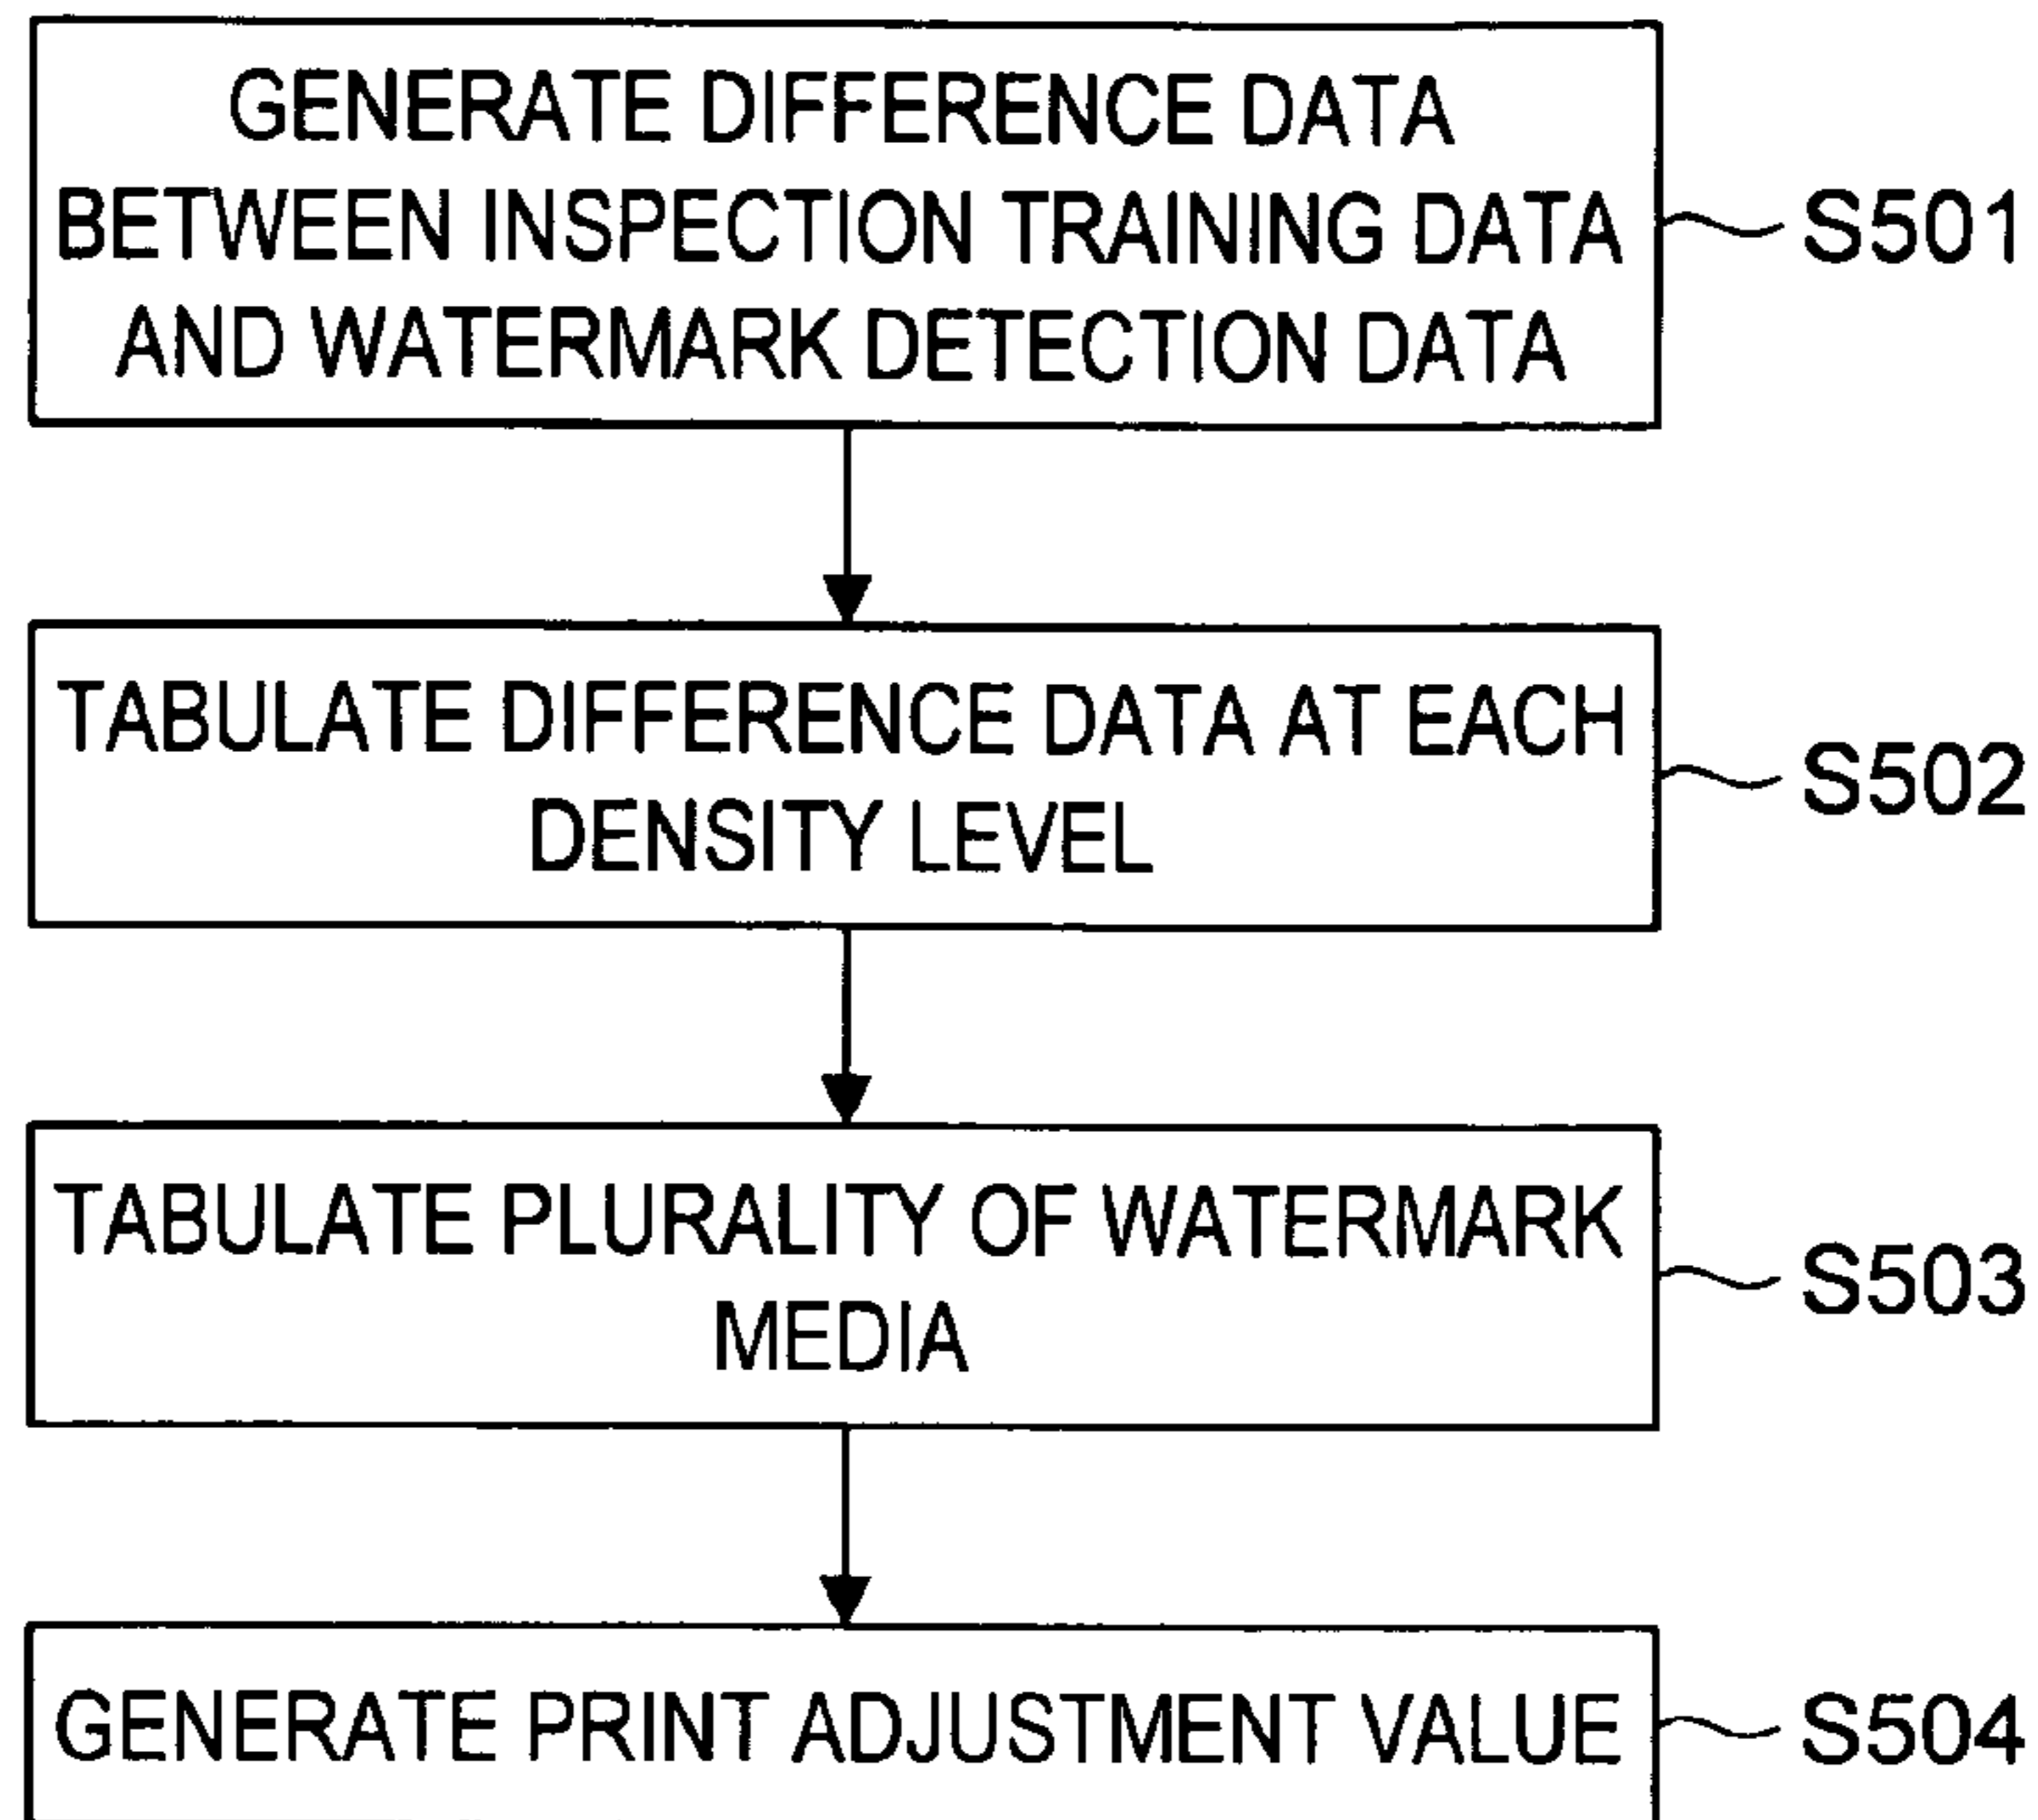 GENERATE DIFFERENCE DATA
BETWEEN INSPECTION TRAINING DATA
AND WATERMARK DETECTION DATA
S501
TABULATE DIFFERENCE DATA AT EACH
DENSITY LEVEL
S502
TABULATE PLURALITY OF WATERMARK
MEDIA
S503
GENERATE PRINT ADJUSTMENT VALUE
S504